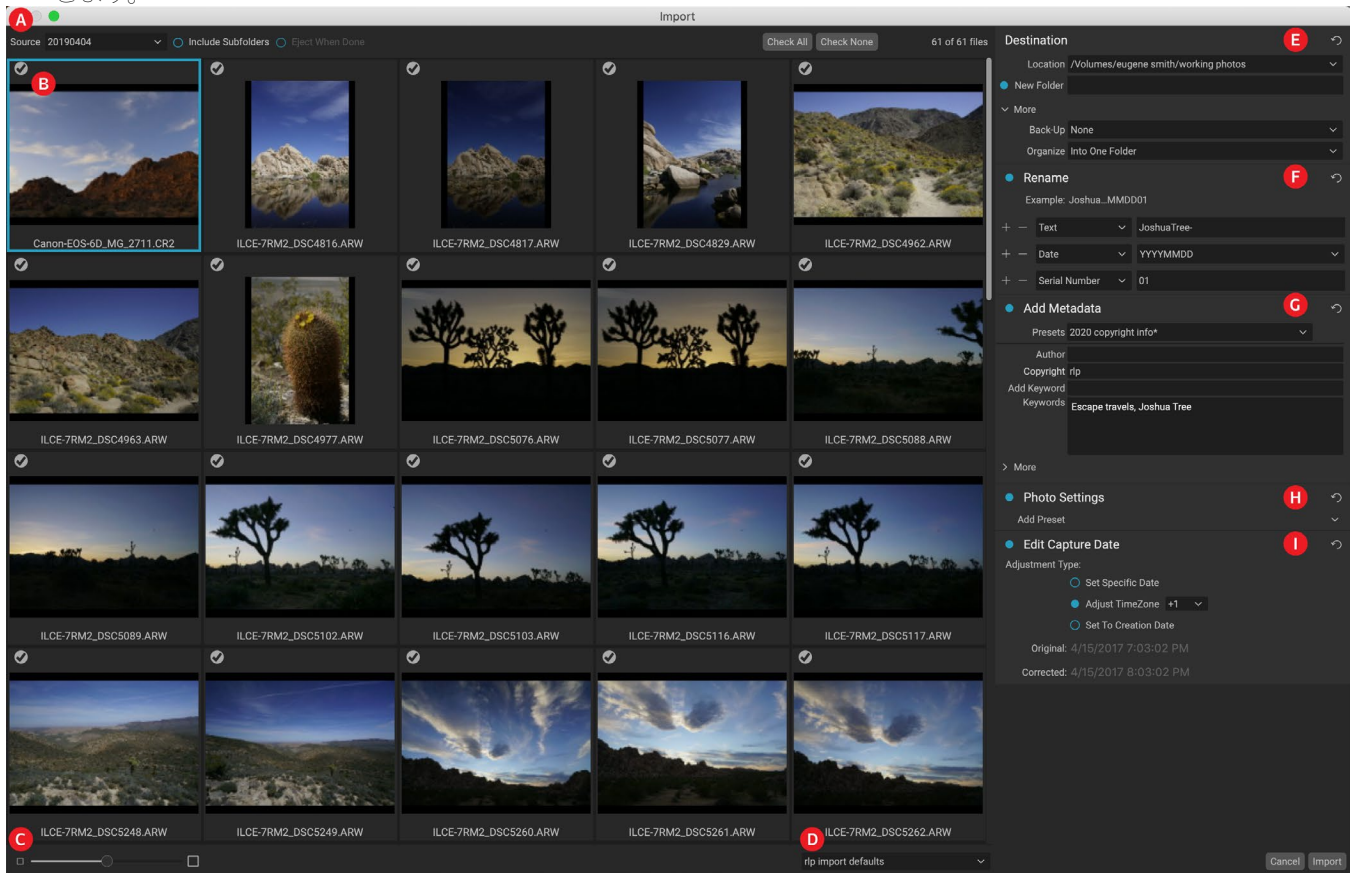 できます。
A
Import
Source 20190404 Include Subfolders Eject When Done Check All Check None 61 of 61 files
B
Canon-EOS-6D_MG_2711.CR2 ILCE-7RM2_DSC4816.ARW ILCE-7RM2_DSC4817.ARW ILCE-7RM2_DSC4829.ARW ILCE-7RM2_DSC4962.ARW
ILCE-7RM2_DSC4963.ARW ILCE-7RM2_DSC4977.ARW ILCE-7RM2_DSC5076.ARW ILCE-7RM2_DSC5077.ARW ILCE-7RM2_DSC5088.ARW
ILCE-7RM2_DSC5089.ARW ILCE-7RM2_DSC5102.ARW ILCE-7RM2_DSC5103.ARW ILCE-7RM2_DSC5116.ARW ILCE-7RM2_DSC5117.ARW
ILCE-7RM2_DSC5248.ARW ILCE-7RM2_DSC5249.ARW ILCE-7RM2_DSC5260.ARW ILCE-7RM2_DSC5261.ARW ILCE-7RM2_DSC5262.ARW
C
D
rlp import defaults
Destination E
Location /Volumes/eugene smith/working photos
New Folder
More
Back-Up None
Organize Into One Folder
Rename F
Example: Joshua...MMDD01
+ − Text JoshuaTree-
+ − Date YYYYMMDD
+ − Serial Number 01
Add Metadata G
Presets 2020 copyright info*
Author
Copyright rlp
Add Keyword
Keywords Escape travels, Joshua Tree
More
Photo Settings H
Add Preset
Edit Capture Date I
Adjustment Type:
Set Specific Date
Adjust TimeZone +1
Set To Creation Date
Original: 4/15/2017 7:03:02 PM
Corrected: 4/15/2017 8:03:02 PM
Cancel Import